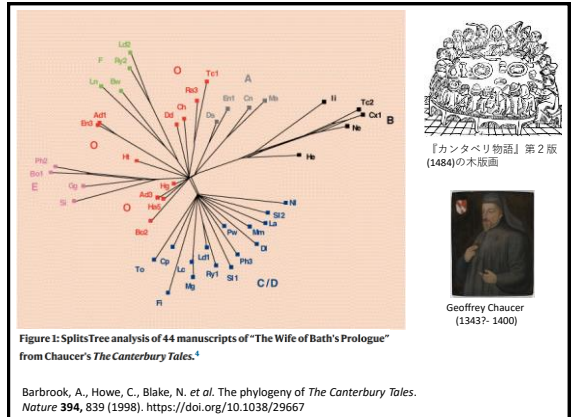 Ld2
F Ry2
O
Tc1
A
Ln
Bw
Ra3
Ch
En1
Cn
Ma
Ii
Tc2
Cx1
Ad1
En3
Dd
Ds
B
Ne
O
Hl
He
Ph2
Bo1
E
Gg
Si
Hg
Ad3
Ha5
O
Bo2
Nl
Sl2
La
Pw
Mm
Dl
To
Cp
Lc
Ld1
Ph3
Ry1
Sl1
Mg
Fi
C/D
Figure 1: SplitsTree analysis of 44 manuscripts of "The Wife of Bath's Prologue"
from Chaucer's The Canterbury Tales.4
『カンタベリ物語』第２版
(1484)の木版画
Geoffrey Chaucer
(1343?- 1400)
Barbrook, A., Howe, C., Blake, N. et al. The phylogeny of The Canterbury Tales.
Nature 394, 839 (1998). https://doi.org/10.1038/29667